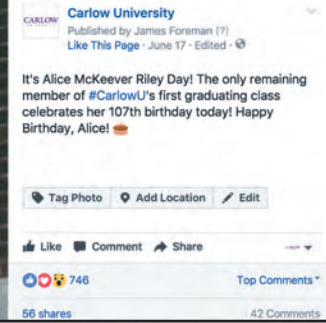 CARLOW
Carlow University
Published by James Foreman (?)
Like This Page · June 17 · Edited ·
It's Alice McKeever Riley Day! The only remaining
member of #CarlowU's first graduating class
celebrates her 107th birthday today! Happy
Birthday, Alice!
Tag Photo Add Location Edit
Like Comment Share
746 Top Comments
56 shares 42 Comments